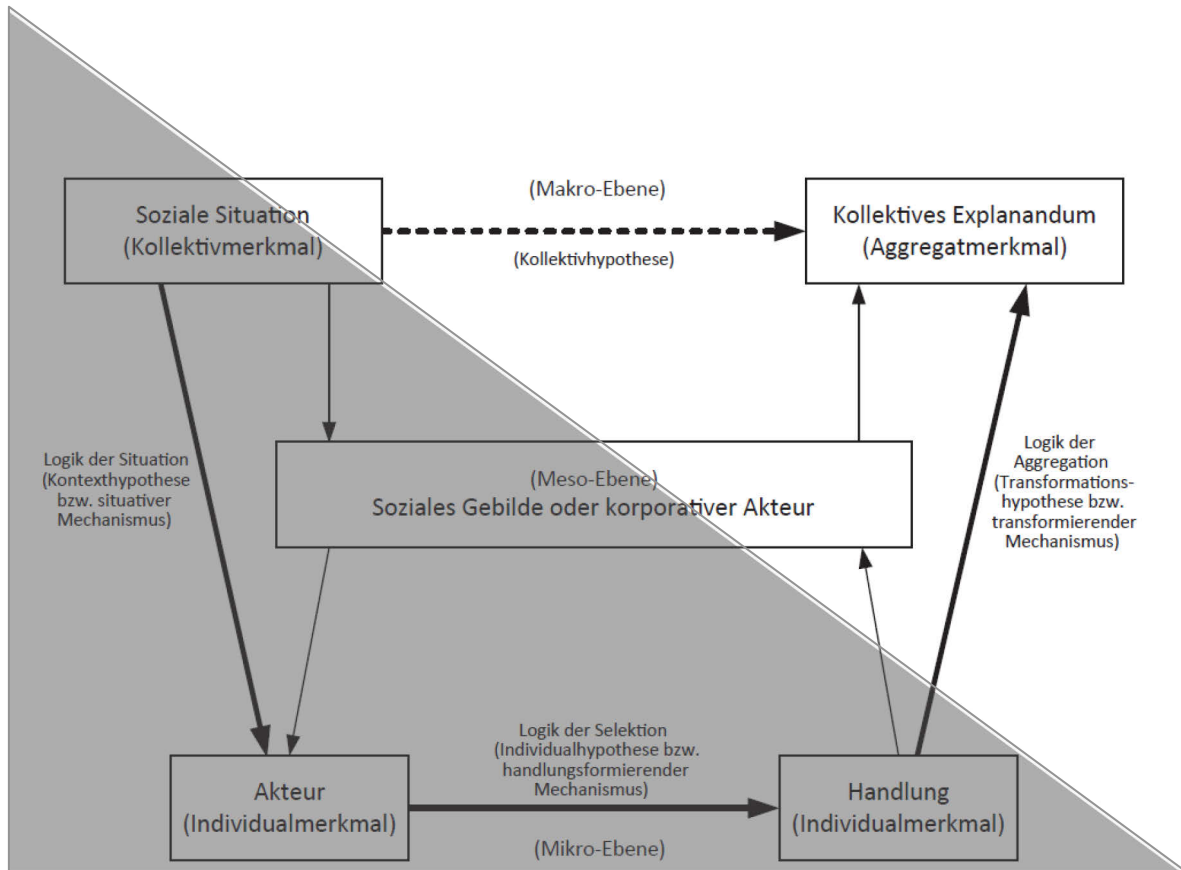 (Makro-Ebene)
Soziale Situation
(Kollektivmerkmal)
Kollektives Explanandum
(Aggregatmerkmal)
(Kollektivhypothese)
Logik der Situation
(Kontexthypothese
bzw. situativer
Mechanismus)
(Meso-Ebene)
Soziales Gebilde oder korporativer Akteur
Logik der
Aggregation
(Transformations-
hypothese bzw.
transformierender
Mechanismus)
Logik der Selektion
(Individualhypothese bzw.
handlungsformierender
Mechanismus)
Akteur
(Individualmerkmal)
Handlung
(Individualmerkmal)
(Mikro-Ebene)